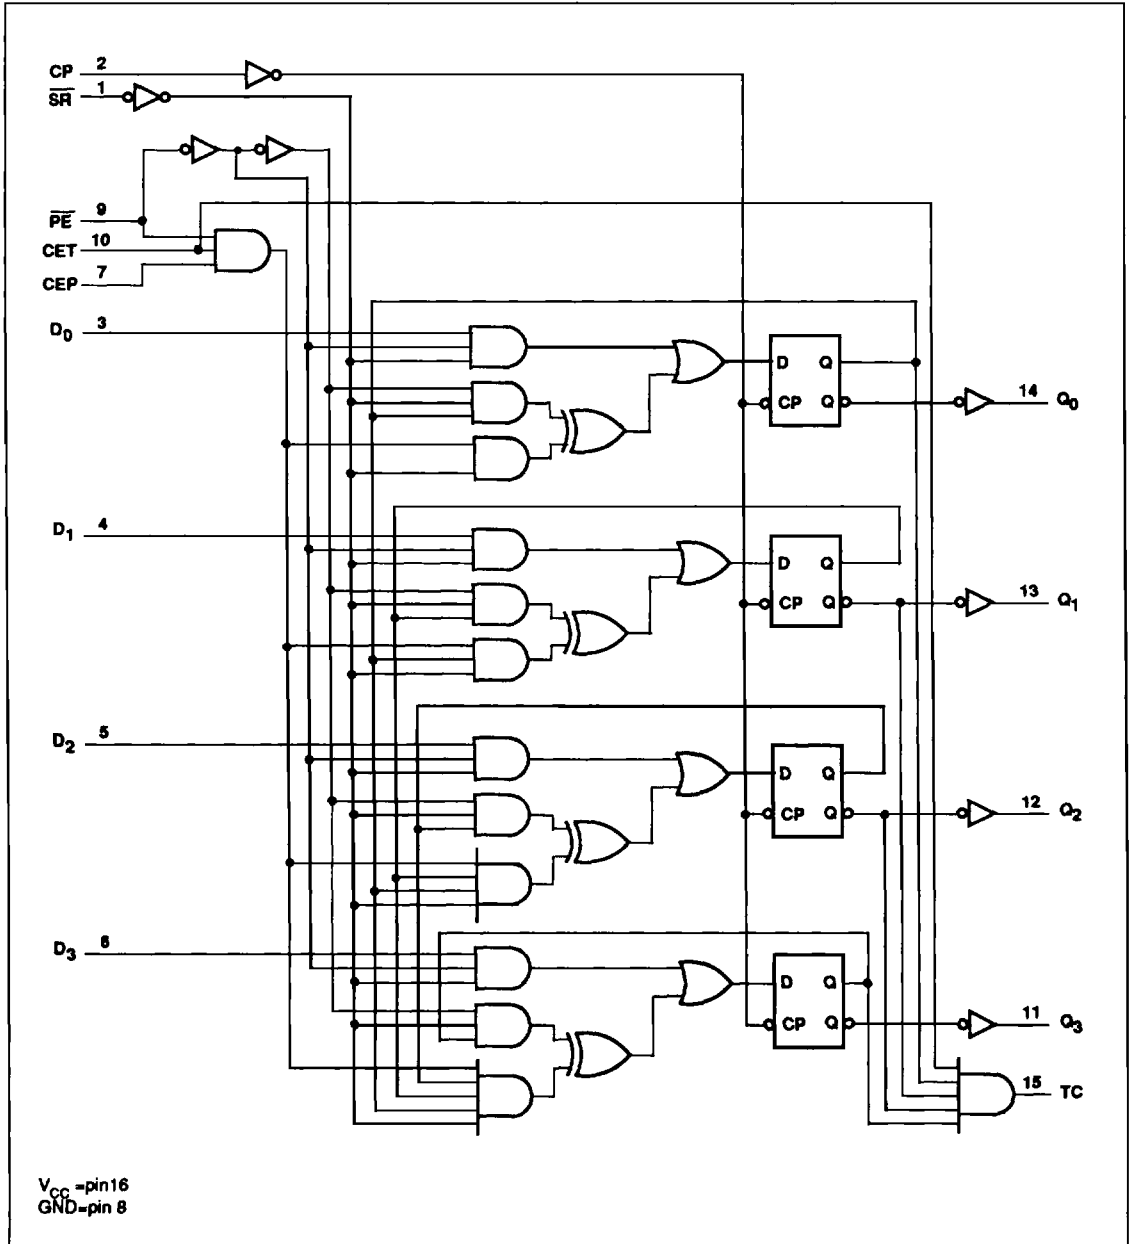 CP 2
SR 1
PE 9
CET 10
CEP 7
D0 3
D Q
CP Q
14 Q0
D1 4
D Q
CP Q
13 Q1
D2 5
D Q
CP Q
12 Q2
D3 6
D Q
CP Q
11 Q3
15 TC
VCC =pin16
GND=pin 8